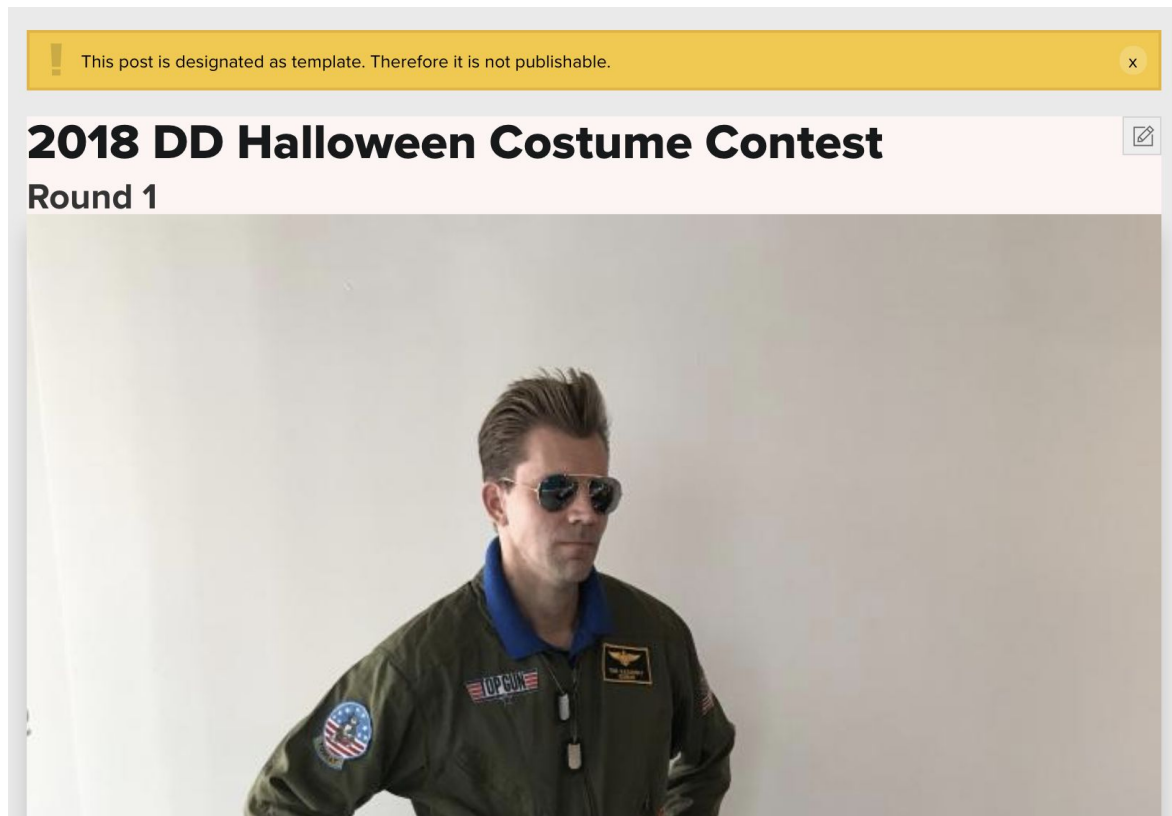 This post is designated as template. Therefore it is not publishable.
x
2018 DD Halloween Costume Contest
Round 1
TOP GUN